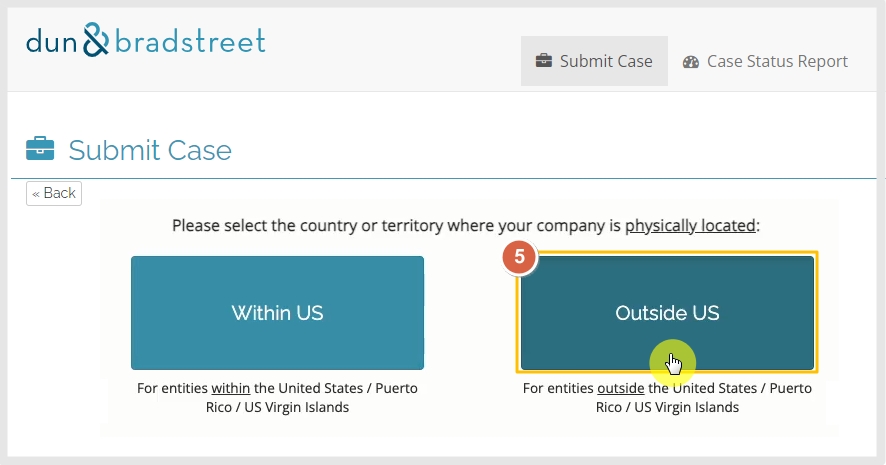 dun & bradstreet
Submit Case
Case Status Report
Submit Case
« Back
Please select the country or territory where your company is physically located:
5
Within US
Outside US
For entities within the United States / Puerto
Rico / US Virgin Islands
For entities outside the United States / Puerto
Rico / US Virgin Islands